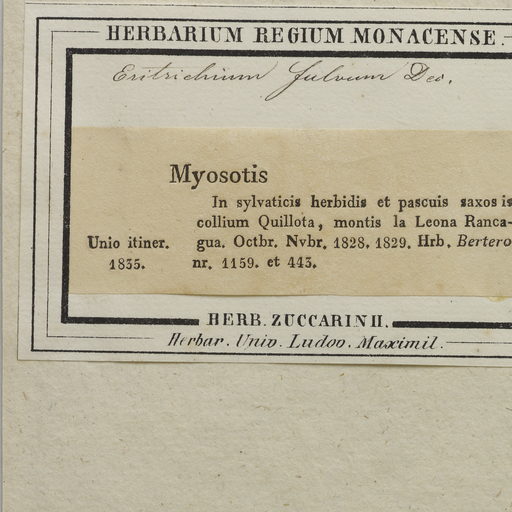 HERBARIUM REGIUM MONACENSE.
Eritrichium fulvum Dec.
Myosotis
In sylvaticis herbidis et pascuis saxosis
collium Quillota, montis la Leona Ranca-
Unio itiner. gua. Octbr. Nvbr. 1828. 1829. Hrb. Bertero
1835. nr. 1159. et 443.
HERB. ZUCCARINII.
Herbar. Univ. Ludov. Maximil.